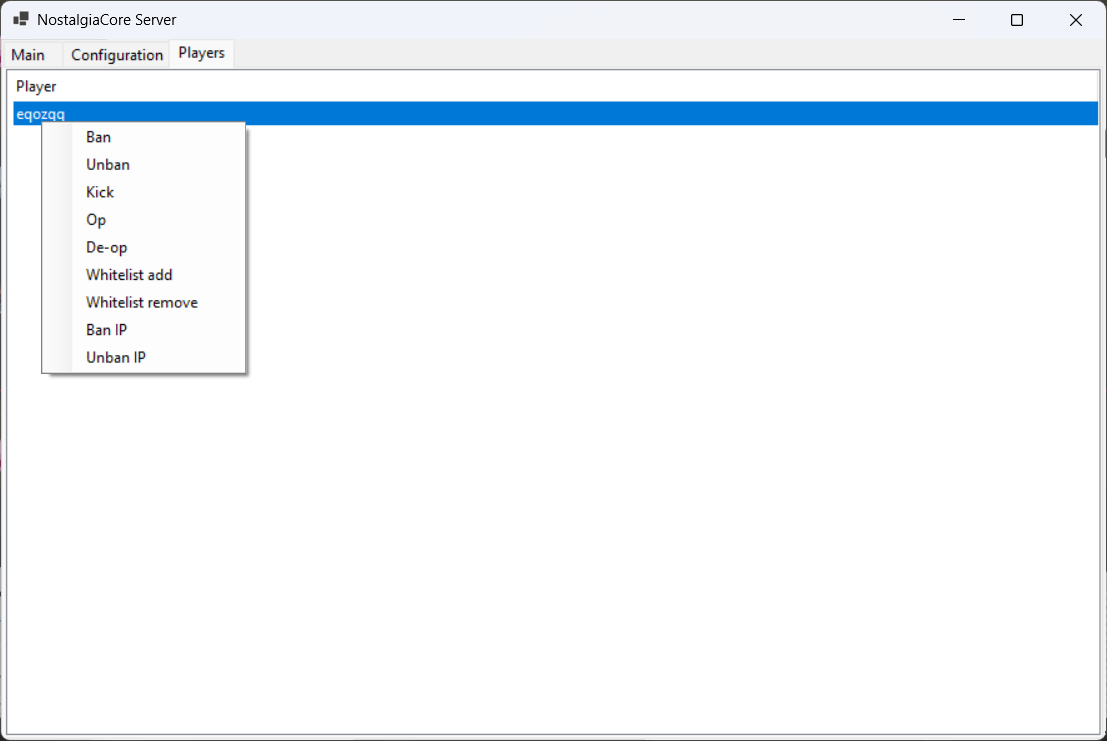 NostalgiaCore Server
Main Configuration Players
Player
eqozqq
Ban
Unban
Kick
Op
De-op
Whitelist add
Whitelist remove
Ban IP
Unban IP